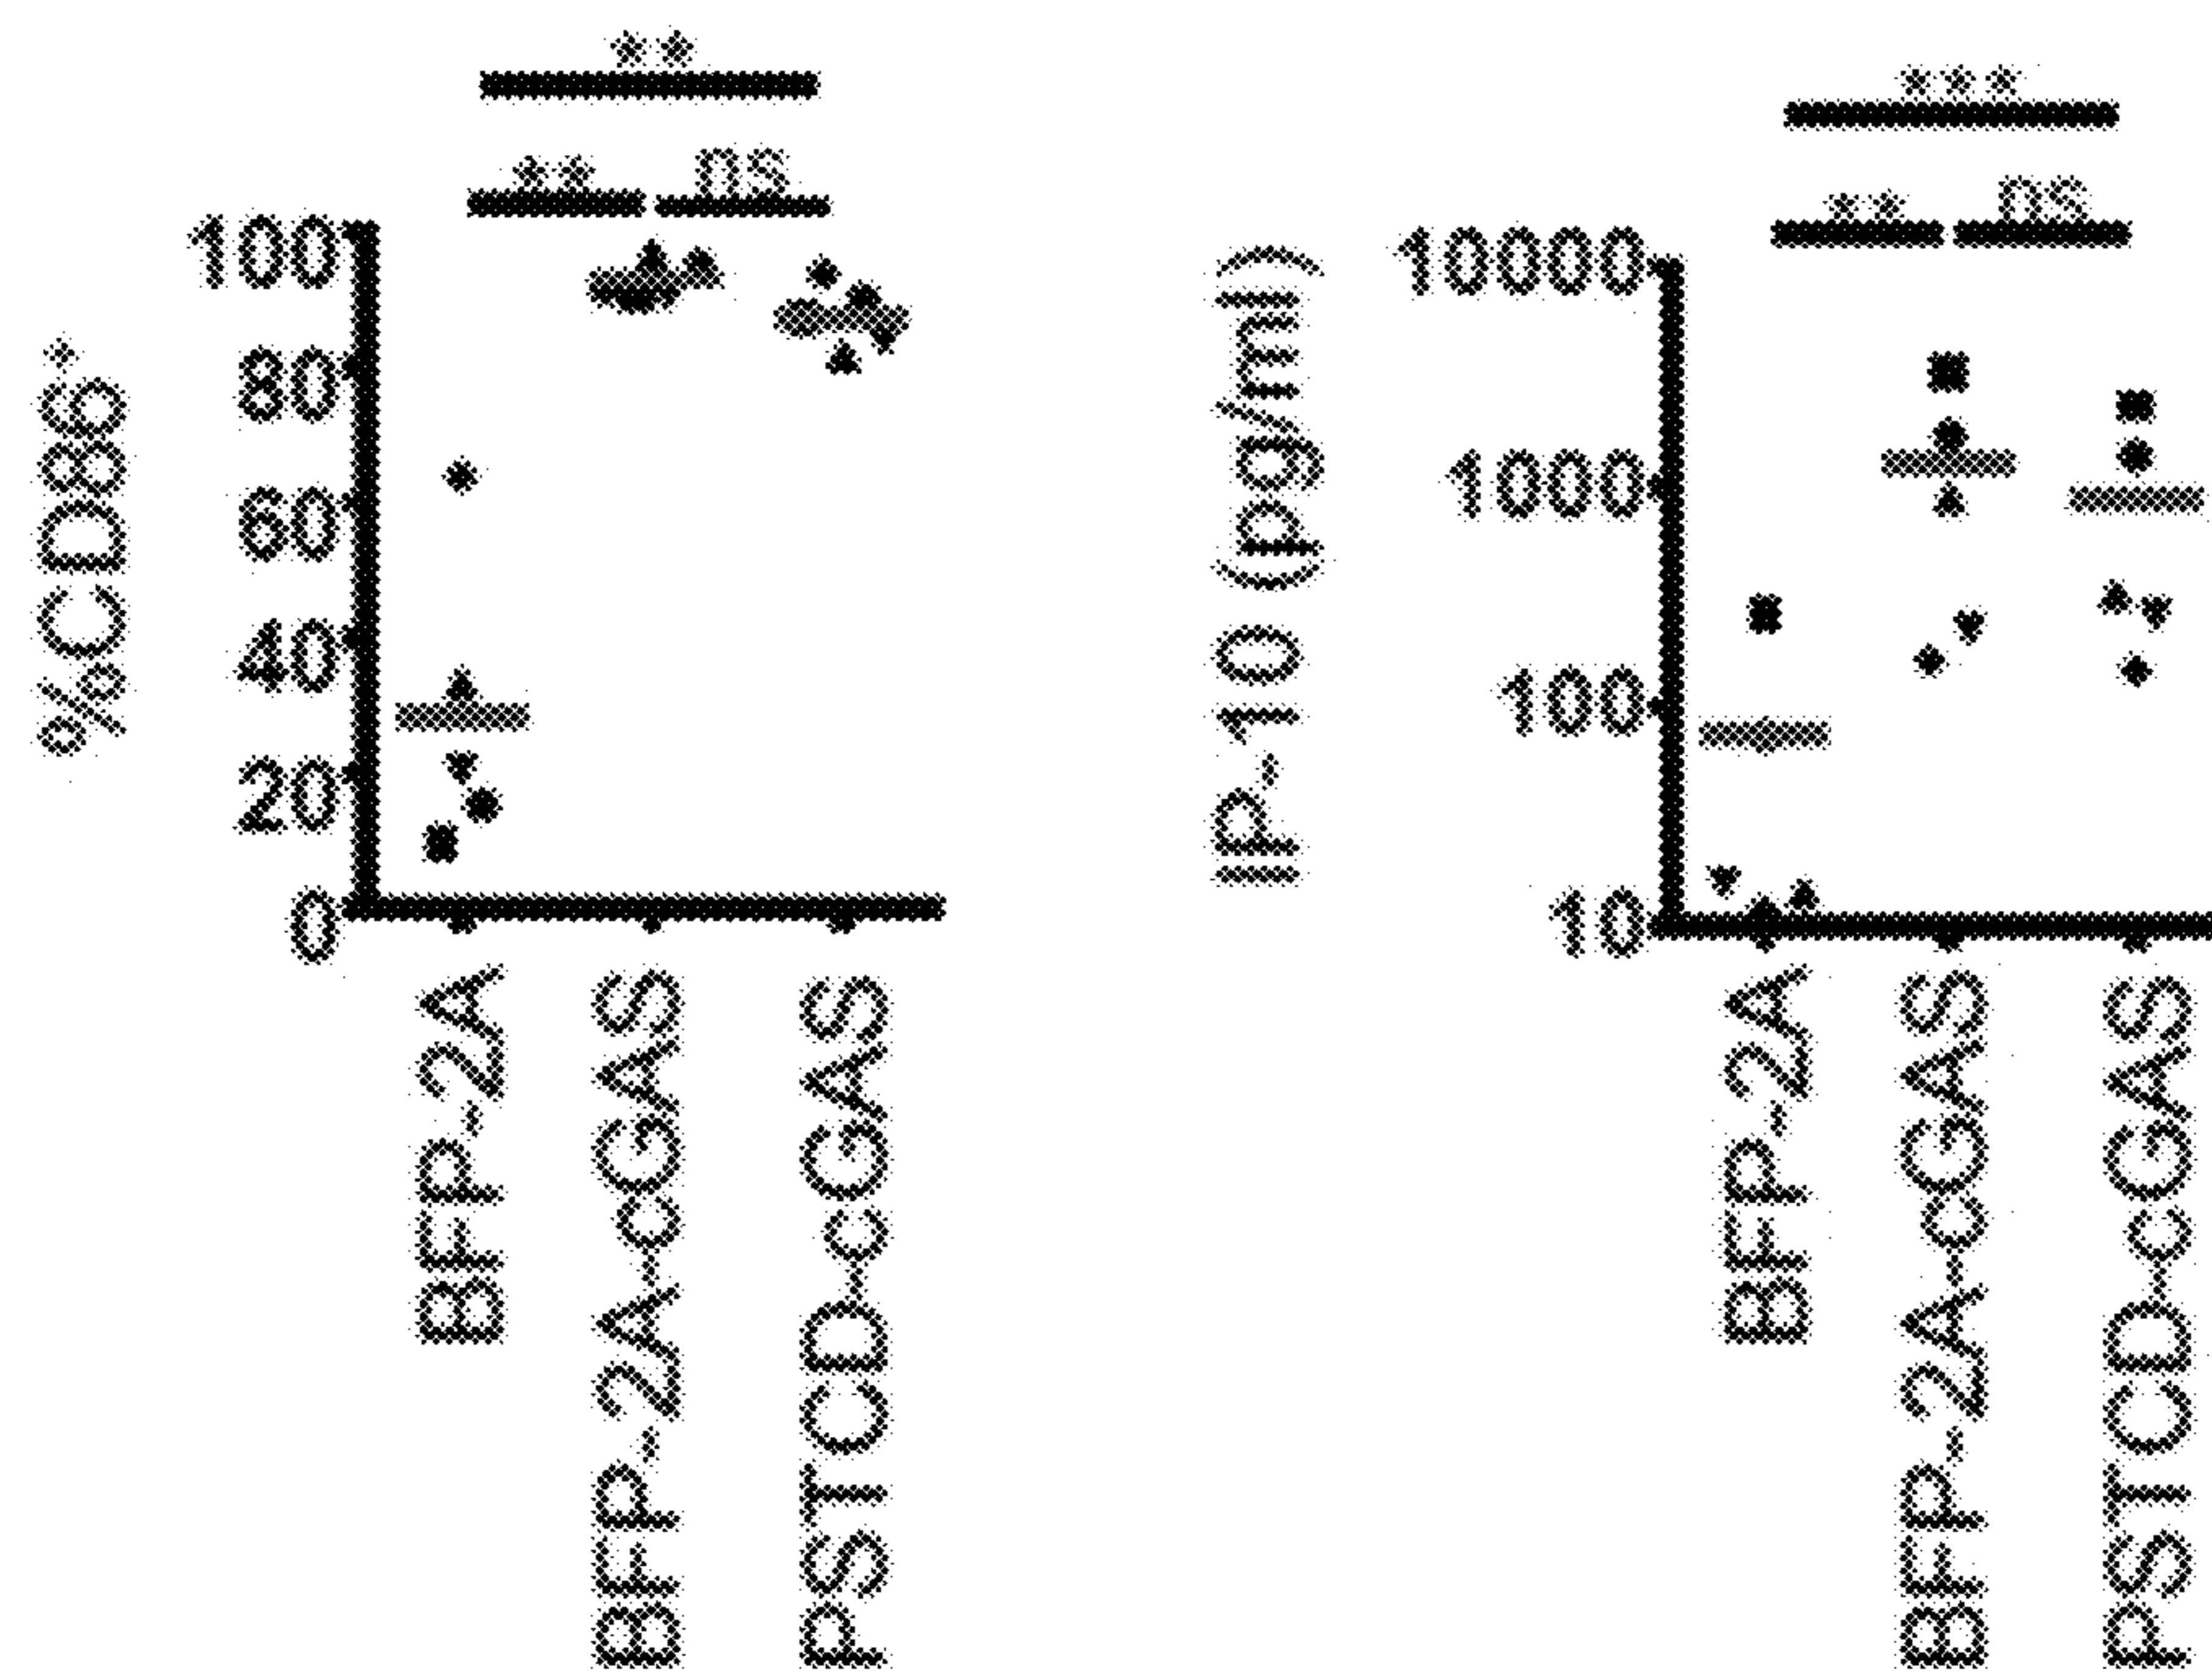 **
** ns
%CD86+
100
80
60
40
20
0
BFP-2A
BFP-2A-cGAS
PSTCD-cGAS
***
** ns
IP-10 (pg/ml)
10000
1000
100
10
BFP-2A
BFP-2A-cGAS
PSTCD-cGAS